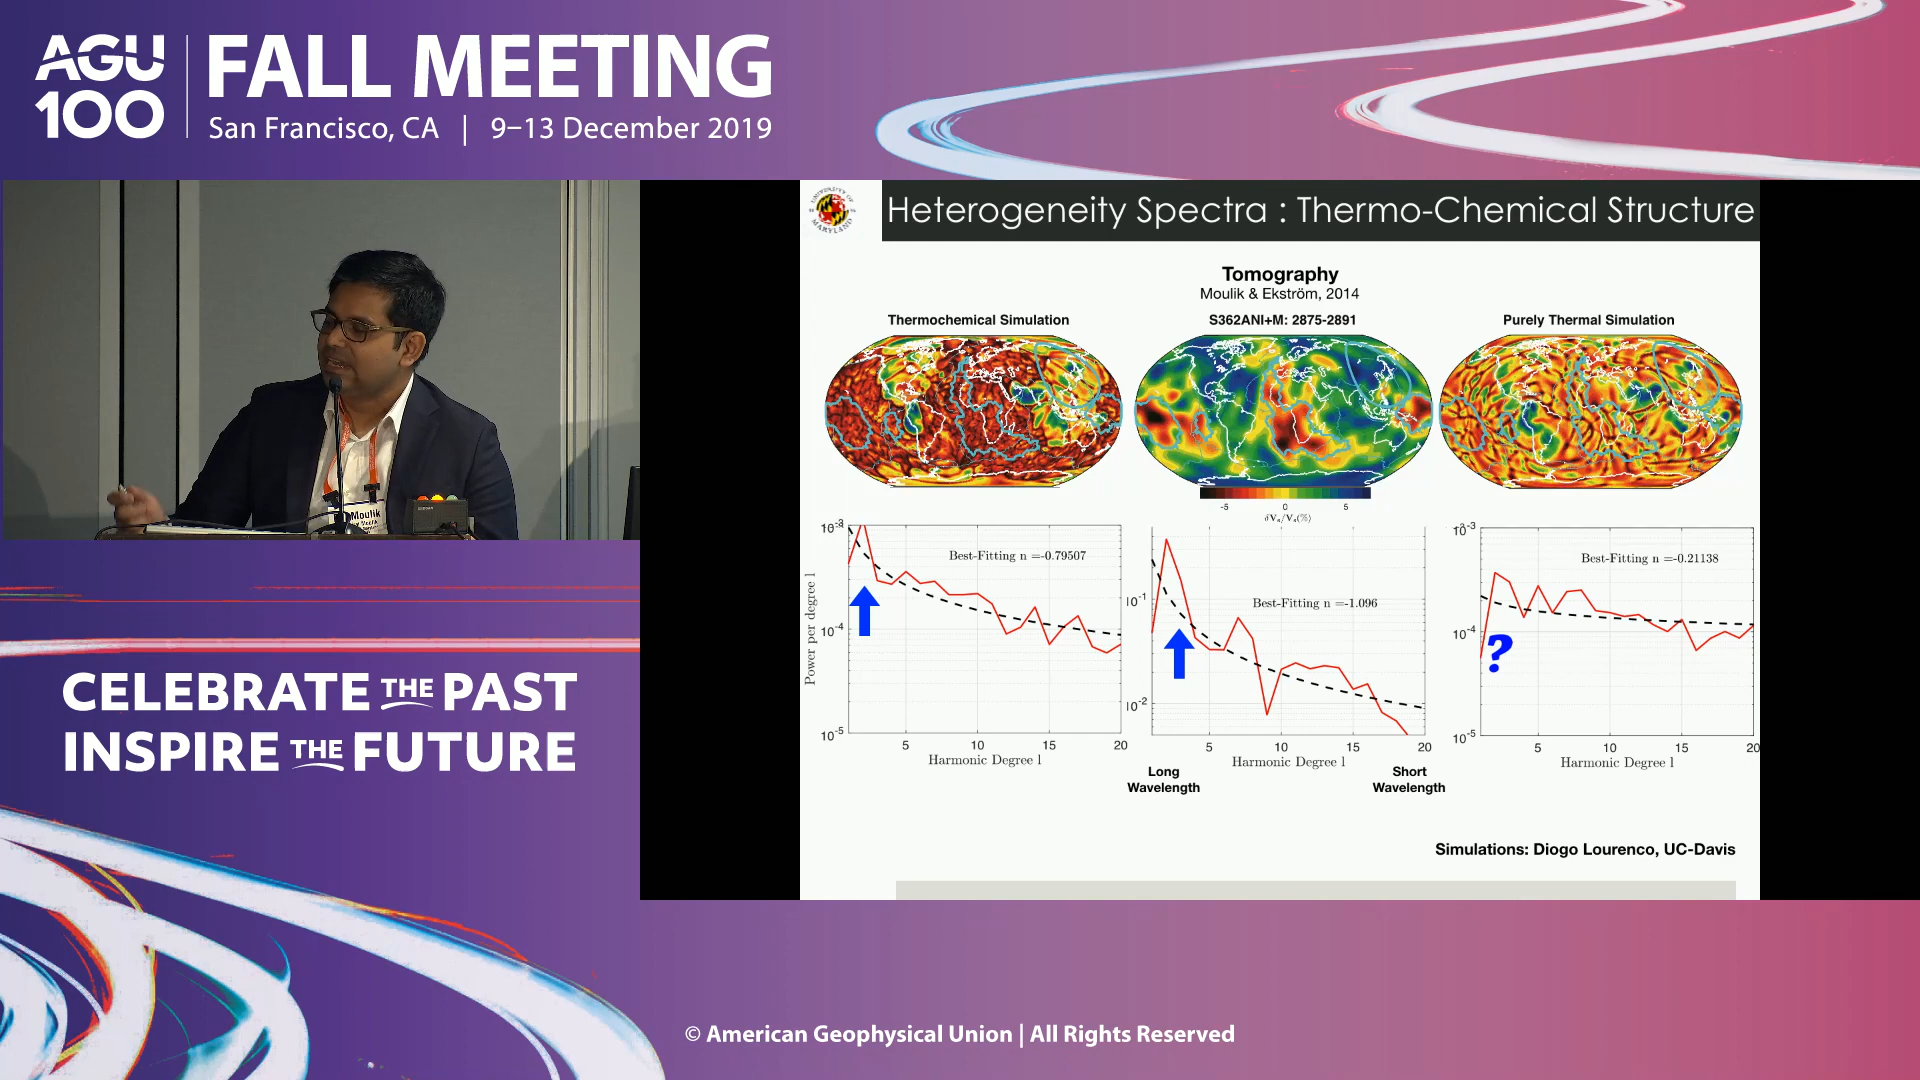 AGU
100
FALL MEETING
San Francisco, CA | 9–13 December 2019
Moulik
UNIVERSITY OF
MARYLAND
Heterogeneity Spectra : Thermo-Chemical Structure
Tomography
Moulik & Ekström, 2014
Thermochemical Simulation
S362ANI+M: 2875-2891
Purely Thermal Simulation
-5 0 5
δVs/Vs(%)
Power per degree l
10-3
10-4
10-5
Best-Fitting n =-0.79507
5 10 15 20
Harmonic Degree l
10-1
10-2
Best-Fitting n =-1.096
5 10 15 20
Harmonic Degree l
Long
Wavelength
Short
Wavelength
10-3
10-4
10-5
Best-Fitting n =-0.21138
?
5 10 15 20
Harmonic Degree l
Simulations: Diogo Lourenco, UC-Davis
CELEBRATE THE PAST
INSPIRE THE FUTURE
© American Geophysical Union | All Rights Reserved